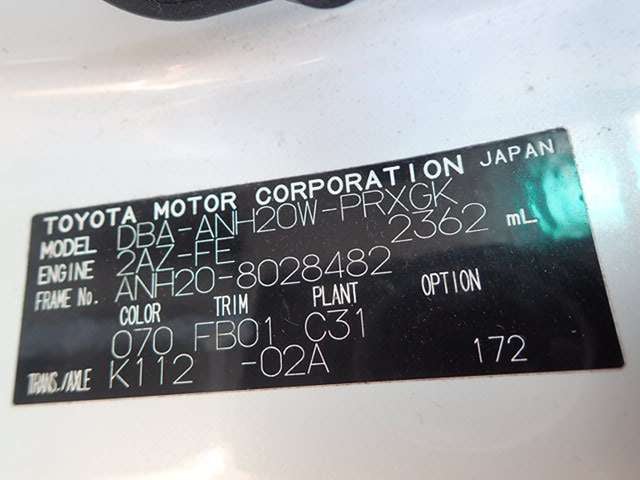 TOYOTA MOTOR CORPORATION JAPAN
MODEL DBA-ANH20W-PRXGK
ENGINE 2AZ-FE 2362 mL
FRAME No. ANH20-8028482
COLOR TRIM PLANT OPTION
070 FB01 C31
TRANS./AXLE K112 -02A 172